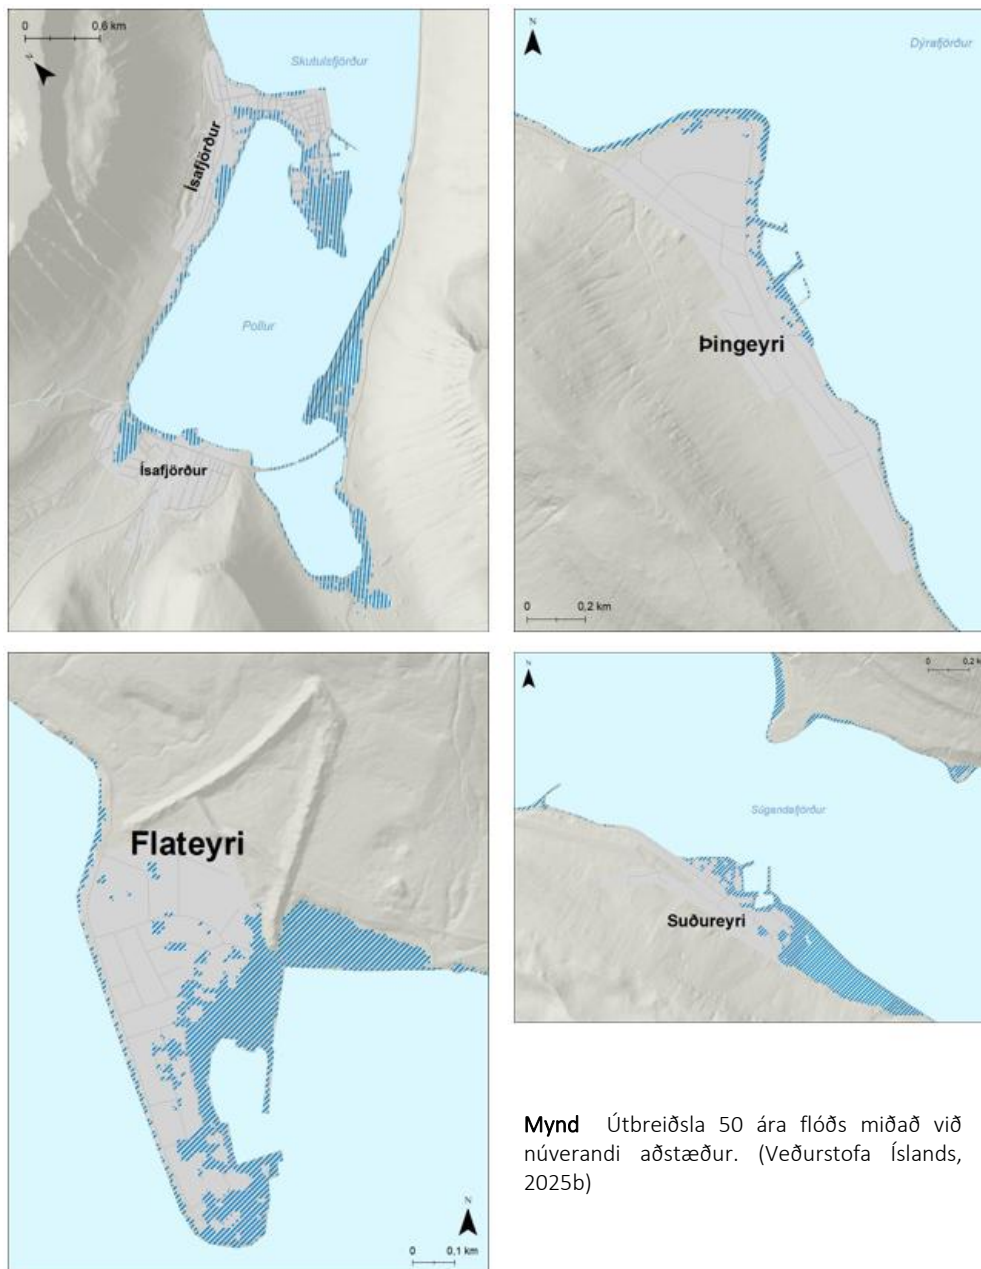 0 0,6 km
N
Skutulsfjörður
Ísafjörður
Pollur
Ísafjörður
N
Dýrafjörður
Þingeyri
0 0,2 km
Flateyri
N
0 0,1 km
N
0 0,2 k
Súgandafjörður
Suðureyri
Mynd Útbreiðsla 50 ára flóðs miðað við
núverandi aðstæður. (Veðurstofa Íslands,
2025b)